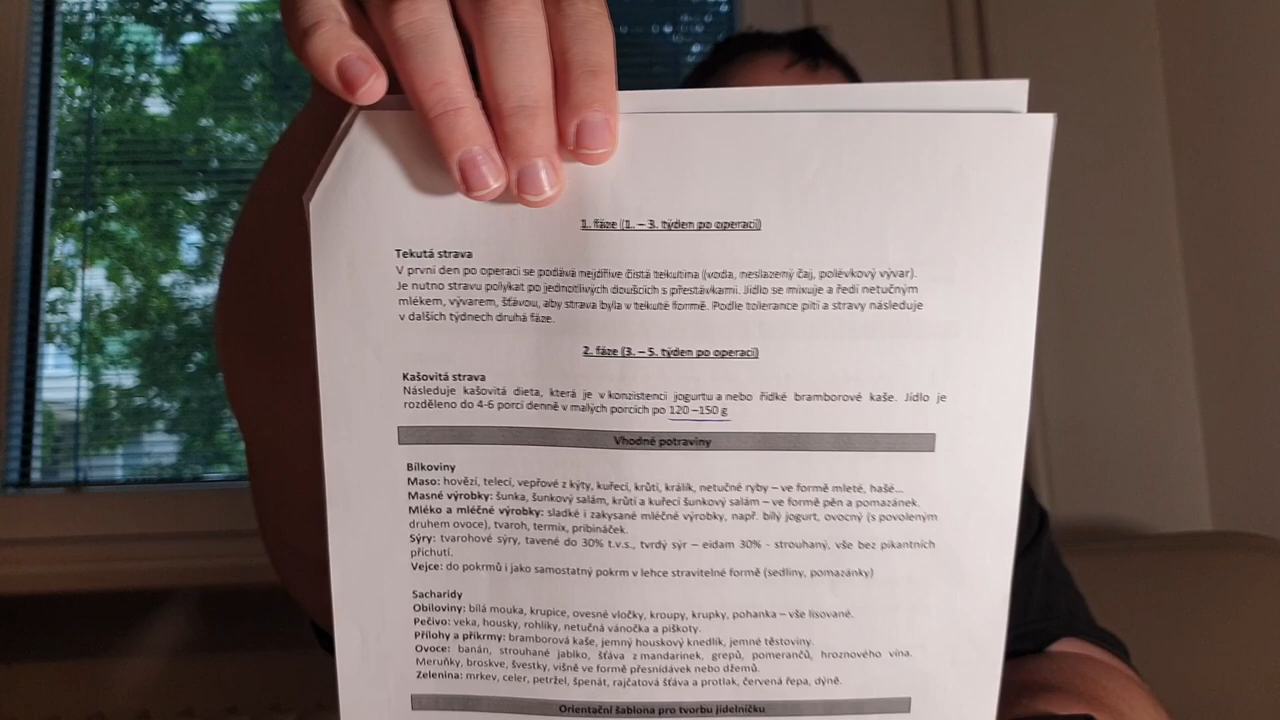 1. fáze (1. – 3. týden po operaci)
Tekutá strava
V první den po operaci se podává nejdříve čistá tekutina (voda, neslazený čaj, polévkový vývar).
Je nutno stravu polykat po jednotlivých doušcích s přestávkami. Jídlo se mixuje a ředí netučným
mlékem, vývarem, šťávou, aby strava byla v tekuté formě. Podle tolerance pití a stravy následuje
v dalších týdnech druhá fáze.
2. fáze (3. – 5. týden po operaci)
Kašovitá strava
Následuje kašovitá dieta, která je v konzistenci jogurtu a nebo řídké bramborové kaše. Jídlo je
rozděleno do 4-6 porcí denně v malých porcích po 120 –150 g
Vhodné potraviny
Bílkoviny
Maso: hovězí, telecí, vepřové z kýty, kuřecí, krůtí, králík, netučné ryby – ve formě mleté, hašé...
Masné výrobky: šunka, šunkový salám, krůtí a kuřecí šunkový salám – ve formě pěn a pomazánek.
Mléko a mléčné výrobky: sladké i zakysané mléčné výrobky, např. bílý jogurt, ovocný (s povoleným
druhem ovoce), tvaroh, termix, pribináček.
Sýry: tvarohové sýry, tavené do 30% t.v.s., tvrdý sýr – eidam 30% - strouhaný, vše bez pikantních
příchutí.
Vejce: do pokrmů i jako samostatný pokrm v lehce stravitelné formě (sedliny, pomazánky)
Sacharidy
Obiloviny: bílá mouka, krupice, ovesné vločky, kroupy, krupky, pohanka – vše lisované.
Pečivo: veka, housky, rohlíky, netučná vánočka a piškoty.
Přílohy a příkrmy: bramborová kaše, jemný houskový knedlík, jemné těstoviny.
Ovoce: banán, strouhané jablko, šťáva z mandarinek, grepů, pomerančů, hroznového vína.
Meruňky, broskve, švestky, višně ve formě přesnídávek nebo džemů.
Zelenina: mrkev, celer, petržel, špenát, rajčatová šťáva a protlak, červená řepa, dýně.
Orientační šablona pro tvorbu jídelníčku